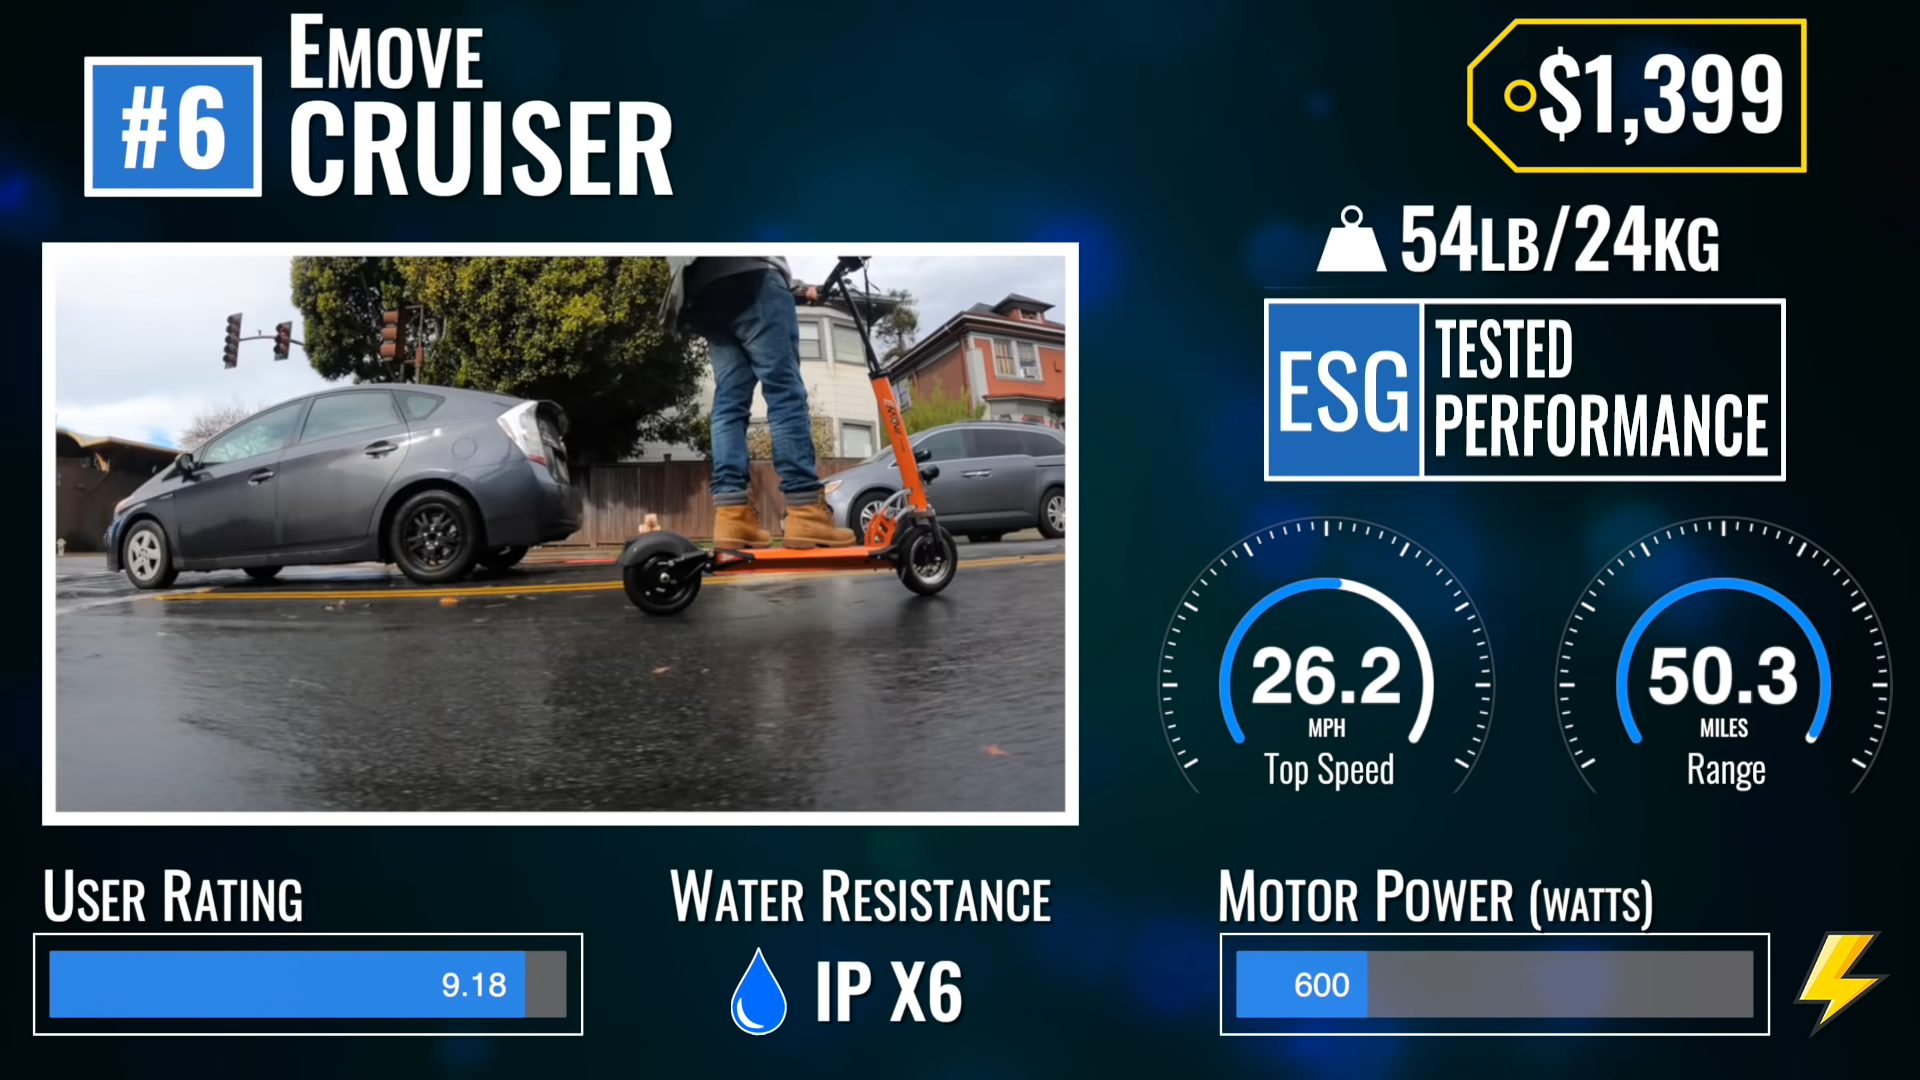 #6
EMOVE
CRUISER
$1,399
54LB/24KG
ESG
TESTED
PERFORMANCE
26.2
MPH
Top Speed
50.3
MILES
Range
USER RATING
9.18
WATER RESISTANCE
IP X6
MOTOR POWER (WATTS)
600